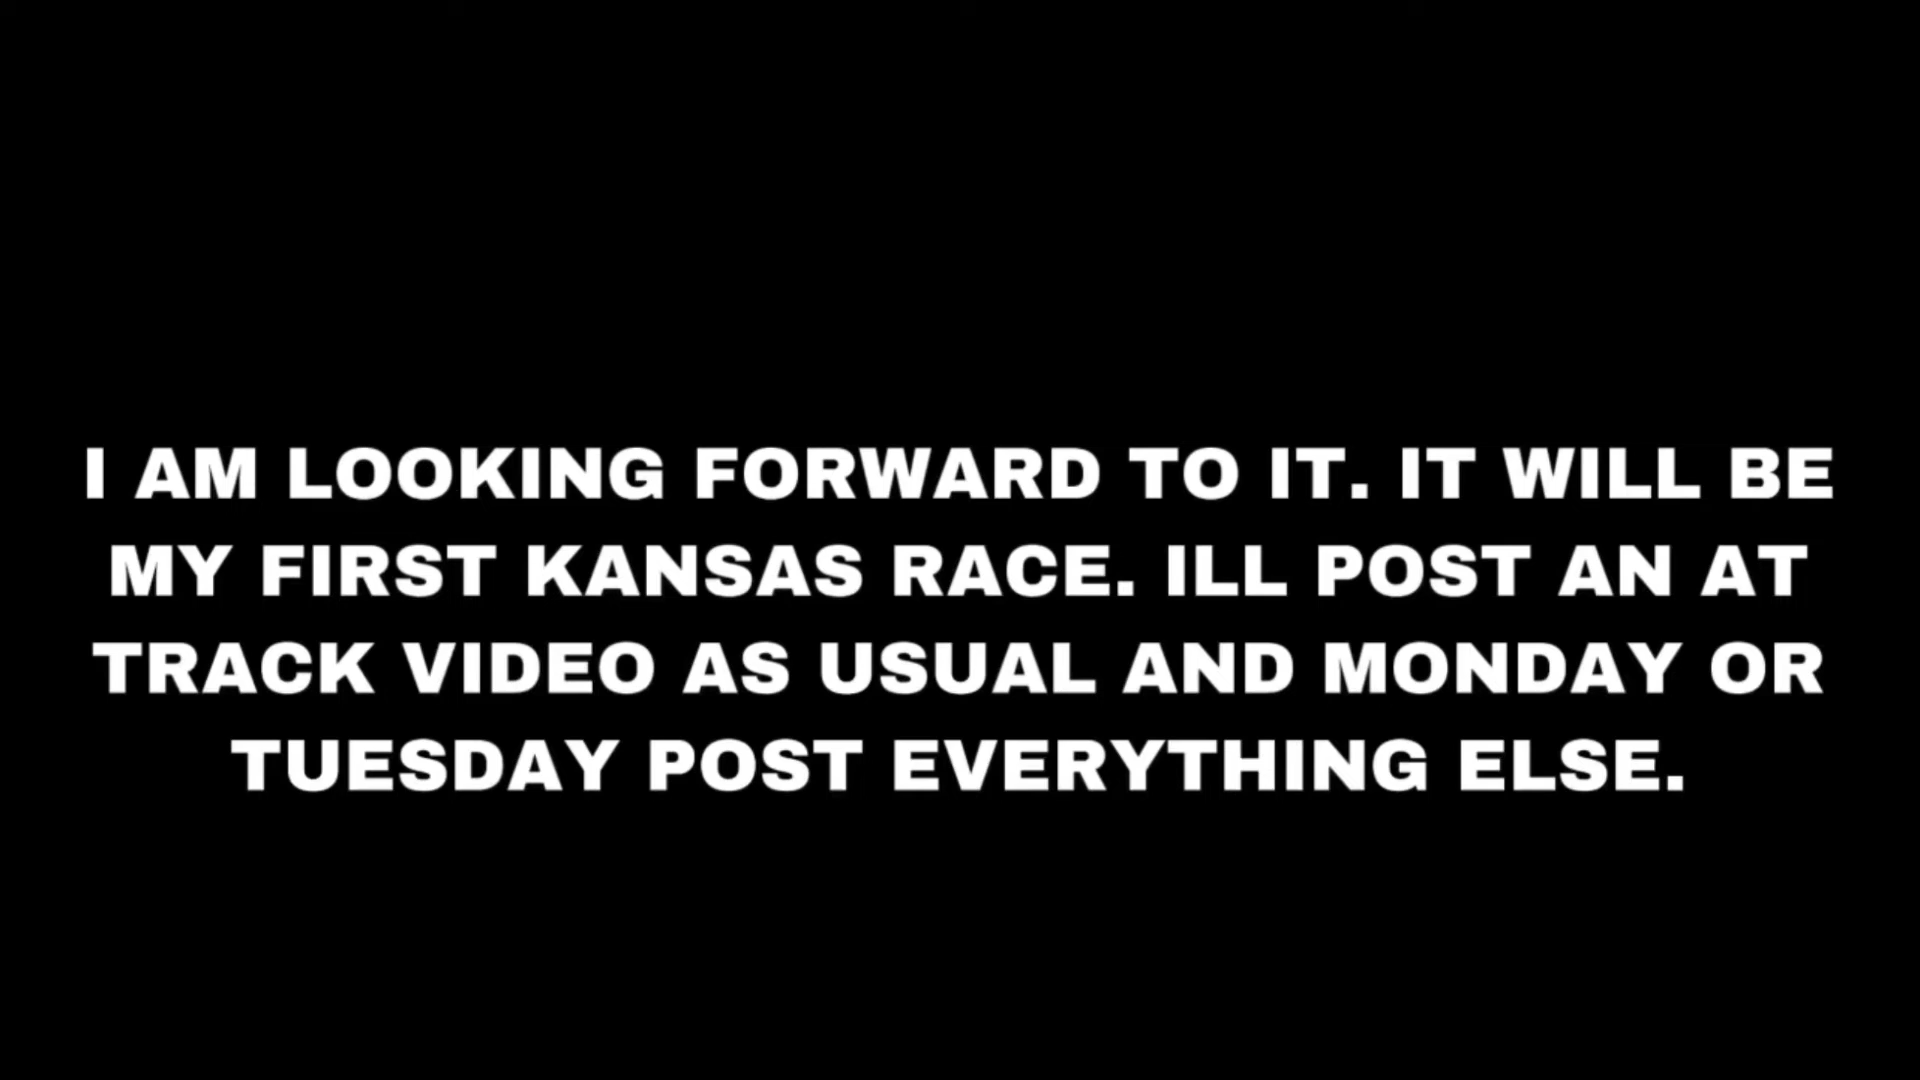 I AM LOOKING FORWARD TO IT. IT WILL BE
MY FIRST KANSAS RACE. ILL POST AN AT
TRACK VIDEO AS USUAL AND MONDAY OR
TUESDAY POST EVERYTHING ELSE.